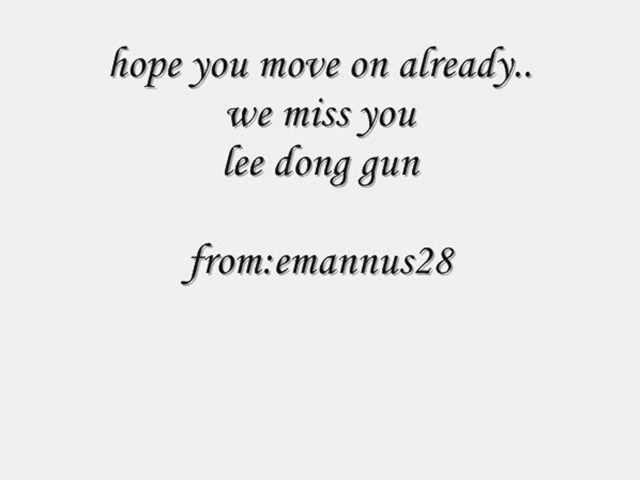 hope you move on already..
we miss you
lee dong gun
from:emannus28